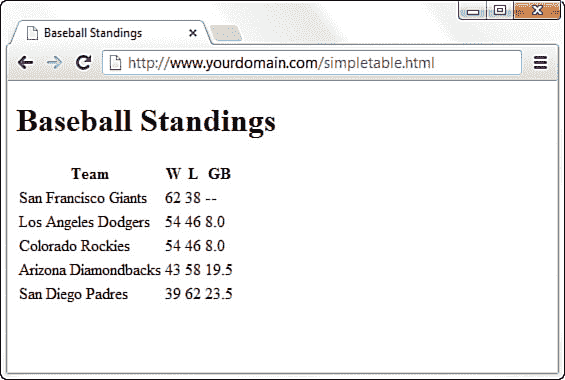 Baseball Standings
http://www.yourdomain.com/simpletable.html
Baseball Standings
Team W L GB
San Francisco Giants 62 38 --
Los Angeles Dodgers 54 46 8.0
Colorado Rockies 54 46 8.0
Arizona Diamondbacks 43 58 19.5
San Diego Padres 39 62 23.5